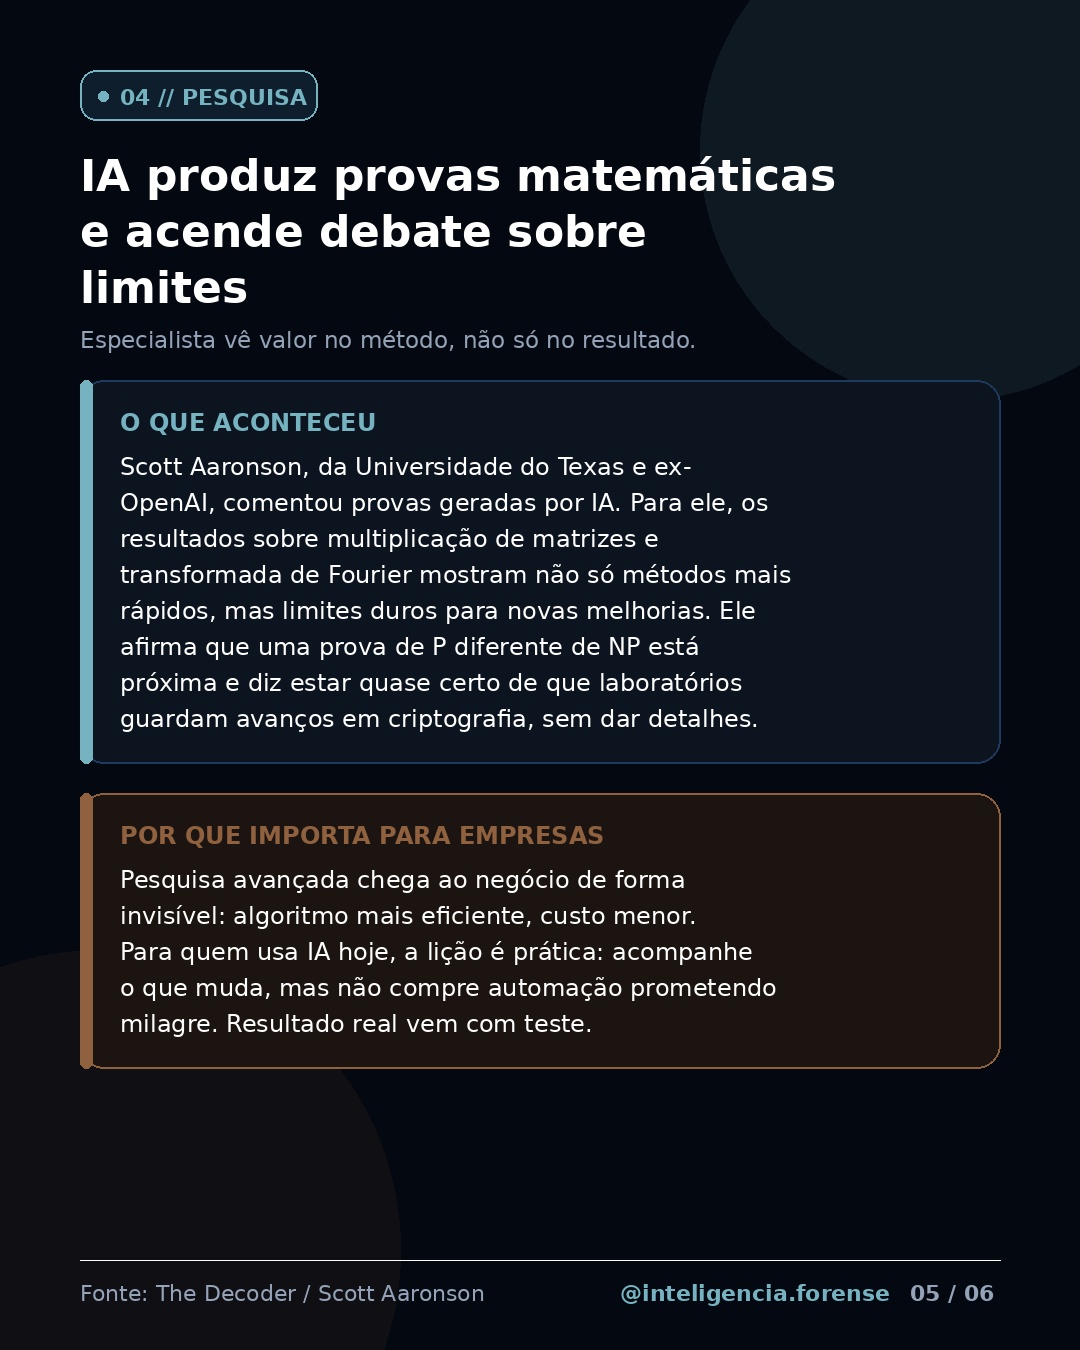 04 // PESQUISA
IA produz provas matemáticas
e acende debate sobre
limites
Especialista vê valor no método, não só no resultado.
O QUE ACONTECEU
Scott Aaronson, da Universidade do Texas e ex-
OpenAI, comentou provas geradas por IA. Para ele, os
resultados sobre multiplicação de matrizes e
transformada de Fourier mostram não só métodos mais
rápidos, mas limites duros para novas melhorias. Ele
afirma que uma prova de P diferente de NP está
próxima e diz estar quase certo de que laboratórios
guardam avanços em criptografia, sem dar detalhes.
POR QUE IMPORTA PARA EMPRESAS
Pesquisa avançada chega ao negócio de forma
invisível: algoritmo mais eficiente, custo menor.
Para quem usa IA hoje, a lição é prática: acompanhe
o que muda, mas não compre automação prometendo
milagre. Resultado real vem com teste.
Fonte: The Decoder / Scott Aaronson
@inteligencia.forense 05 / 06